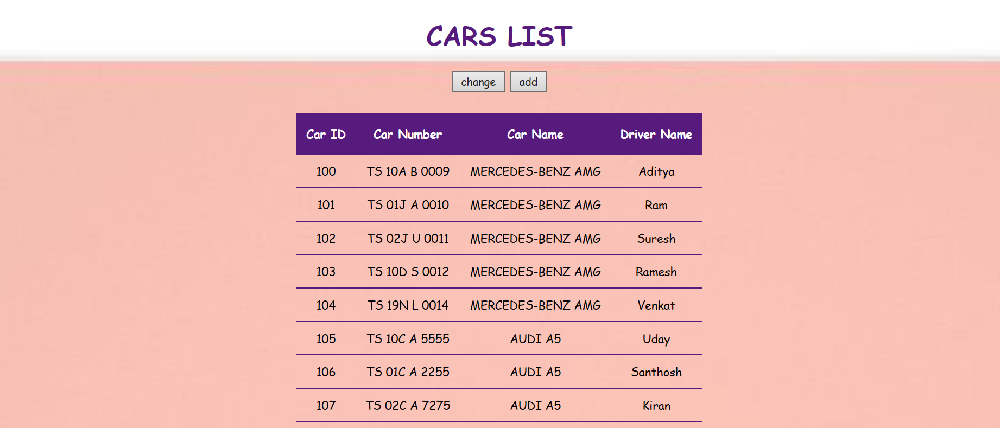 CARS LIST
change add
Car ID Car Number Car Name Driver Name
100 TS 10A B 0009 MERCEDES-BENZ AMG Aditya
101 TS 01J A 0010 MERCEDES-BENZ AMG Ram
102 TS 02J U 0011 MERCEDES-BENZ AMG Suresh
103 TS 10D S 0012 MERCEDES-BENZ AMG Ramesh
104 TS 19N L 0014 MERCEDES-BENZ AMG Venkat
105 TS 10C A 5555 AUDI A5 Uday
106 TS 01C A 2255 AUDI A5 Santhosh
107 TS 02C A 7275 AUDI A5 Kiran